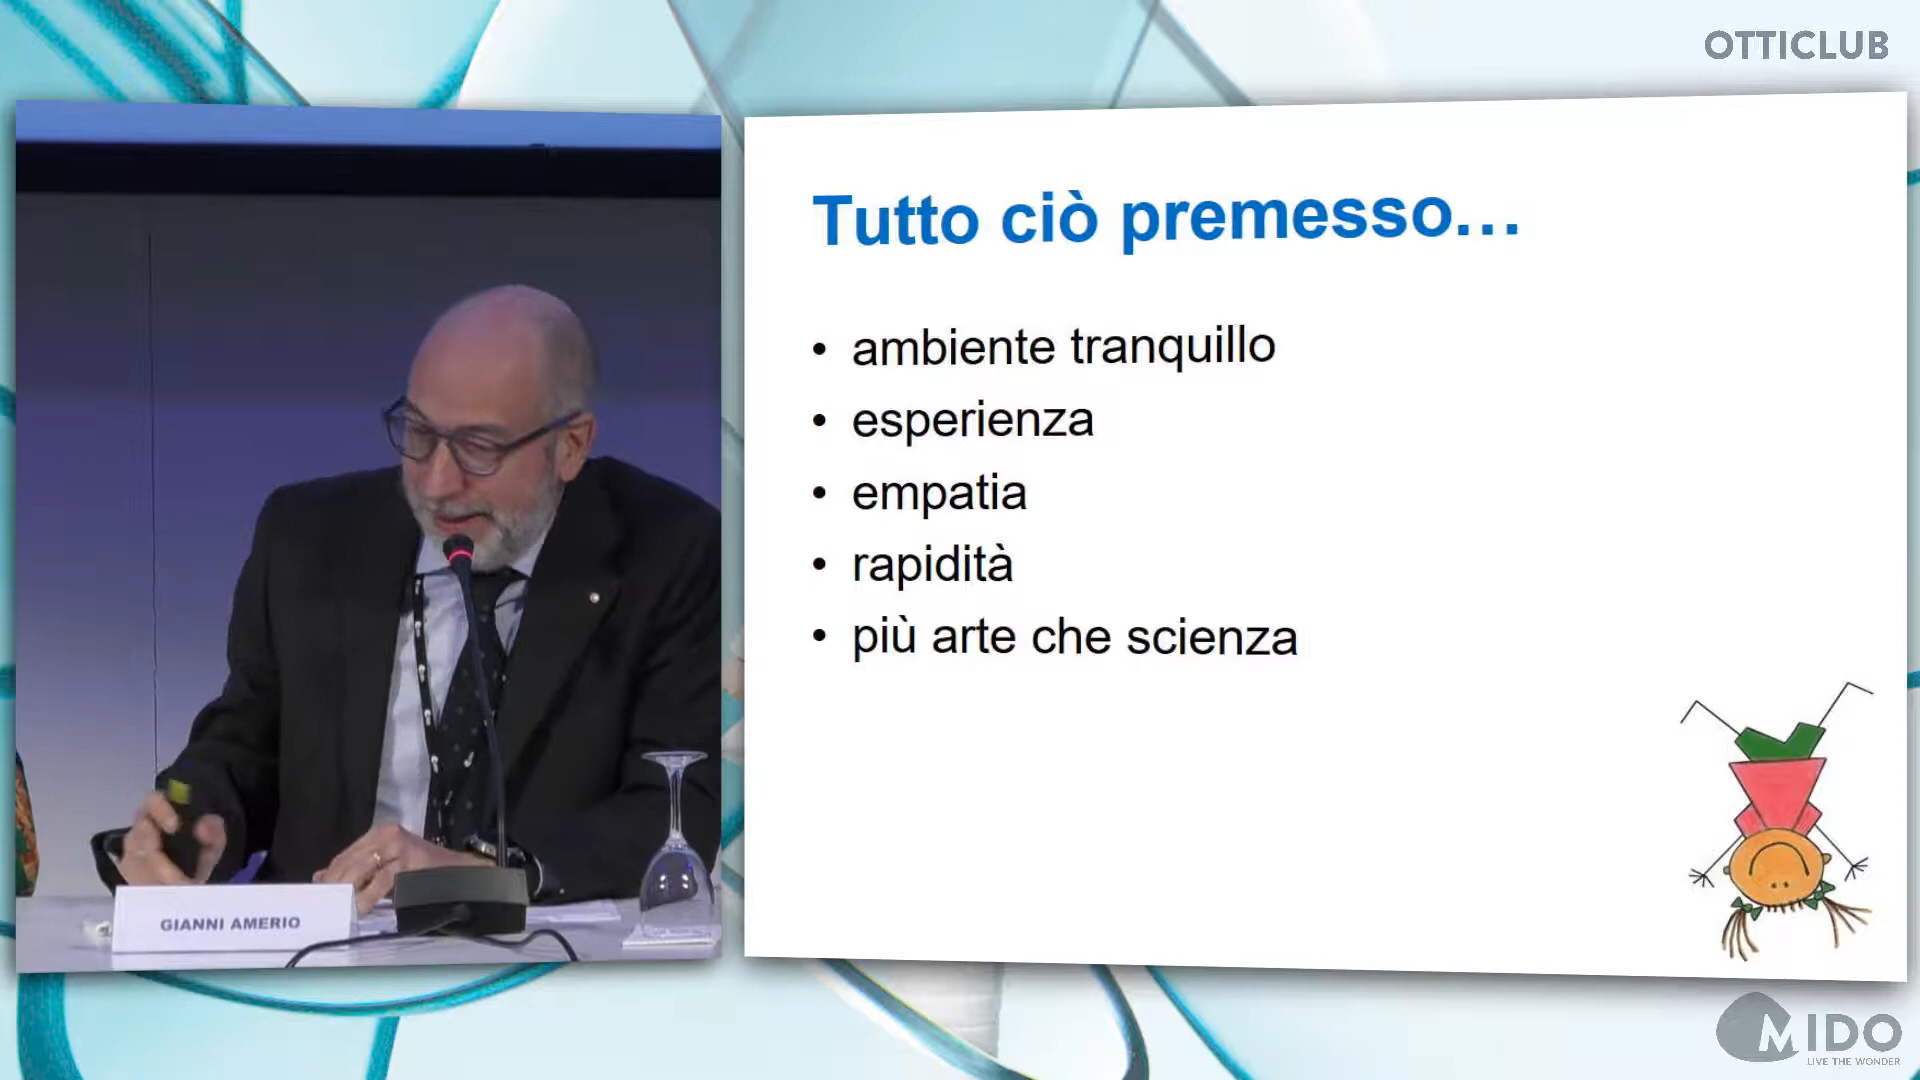 OTTICLUB
Tutto ciò premesso...
• ambiente tranquillo
• esperienza
• empatia
• rapidità
• più arte che scienza
GIANNI AMERIO
MIDO
LIVE THE WONDER